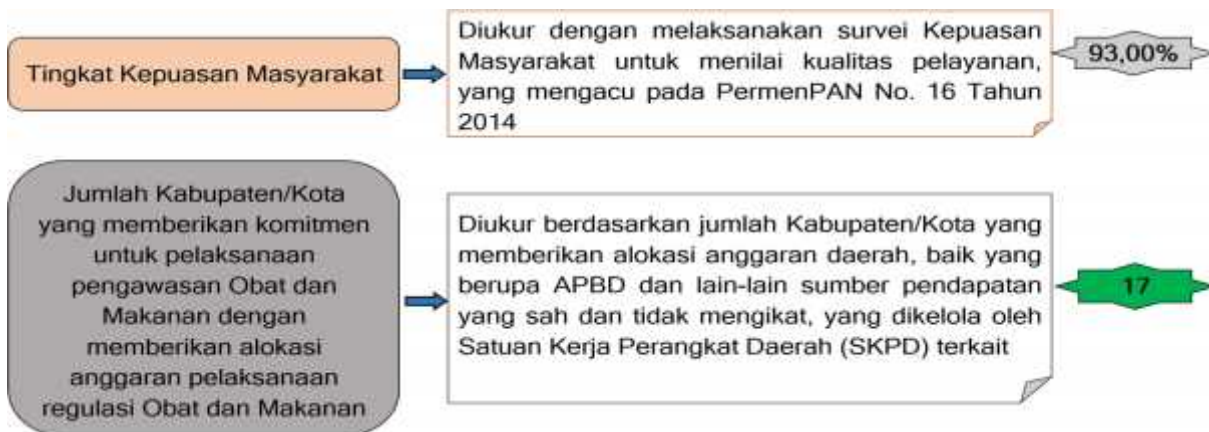 Tingkat Kepuasan Masyarakat
Diukur dengan melaksanakan survei Kepuasan
Masyarakat untuk menilai kualitas pelayanan,
yang mengacu pada PermenPAN No. 16 Tahun
2014
93,00%
Jumlah Kabupaten/Kota
yang memberikan komitmen
untuk pelaksanaan
pengawasan Obat dan
Makanan dengan
memberikan alokasi
anggaran pelaksanaan
regulasi Obat dan Makanan
Diukur berdasarkan jumlah Kabupaten/Kota yang
memberikan alokasi anggaran daerah, baik yang
berupa APBD dan lain-lain sumber pendapatan
yang sah dan tidak mengikat, yang dikelola oleh
Satuan Kerja Perangkat Daerah (SKPD) terkait
17